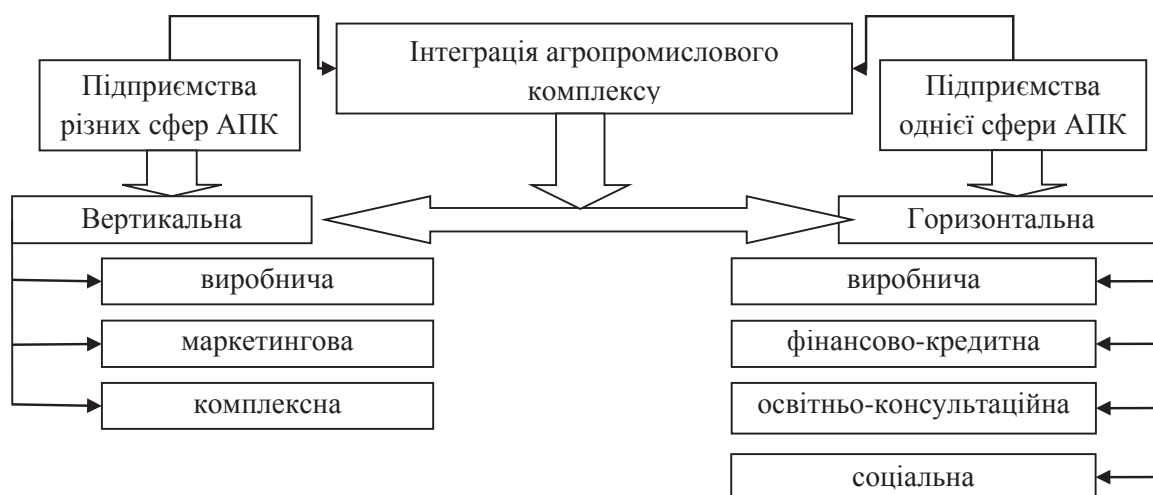 Інтеграція агропромислового
комплексу
Підприємства
різних сфер АПК
Підприємства
однієї сфери АПК
Вертикальна
Горизонтальна
виробнича
маркетингова
комплексна
виробнича
фінансово-кредитна
освітньо-консультаційна
соціальна